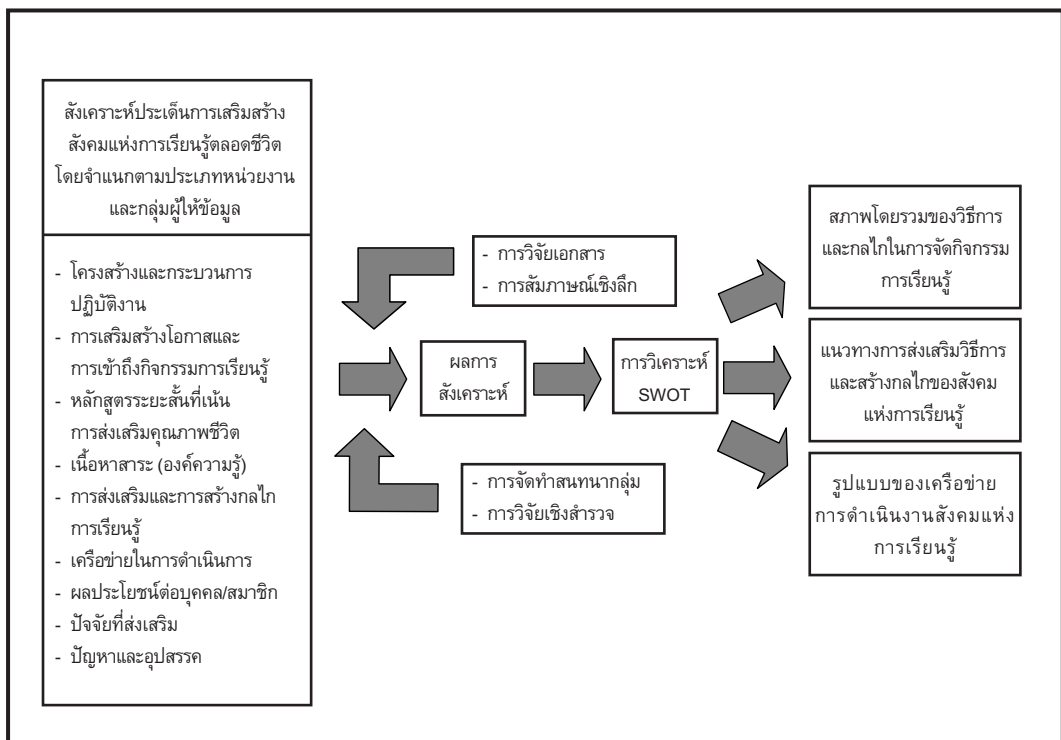 สังเคราะห์ประเด็นการเสริมสร้าง
สังคมแห่งการเรียนรู้ตลอดชีวิต
โดยจำแนกตามประเภทหน่วยงาน
และกลุ่มผู้ให้ข้อมูล
- โครงสร้างและกระบวนการ
ปฏิบัติงาน
- การเสริมสร้างโอกาสและ
การเข้าถึงกิจกรรมการเรียนรู้
- หลักสูตรระยะสั้นที่เน้น
การส่งเสริมคุณภาพชีวิต
- เนื้อหาสาระ (องค์ความรู้)
- การส่งเสริมและการสร้างกลไก
การเรียนรู้
- เครือข่ายในการดำเนินการ
- ผลประโยชน์ต่อบุคคล/สมาชิก
- ปัจจัยที่ส่งเสริม
- ปัญหาและอุปสรรค
- การวิจัยเอกสาร
- การสัมภาษณ์เชิงลึก
ผลการ
สังเคราะห์
การวิเคราะห์
SWOT
- การจัดทำสนทนากลุ่ม
- การวิจัยเชิงสำรวจ
สภาพโดยรวมของวิธีการ
และกลไกในการจัดกิจกรรม
การเรียนรู้
แนวทางการส่งเสริมวิธีการ
และสร้างกลไกของสังคม
แห่งการเรียนรู้
รูปแบบของเครือข่าย
การดำเนินงานสังคมแห่ง
การเรียนรู้